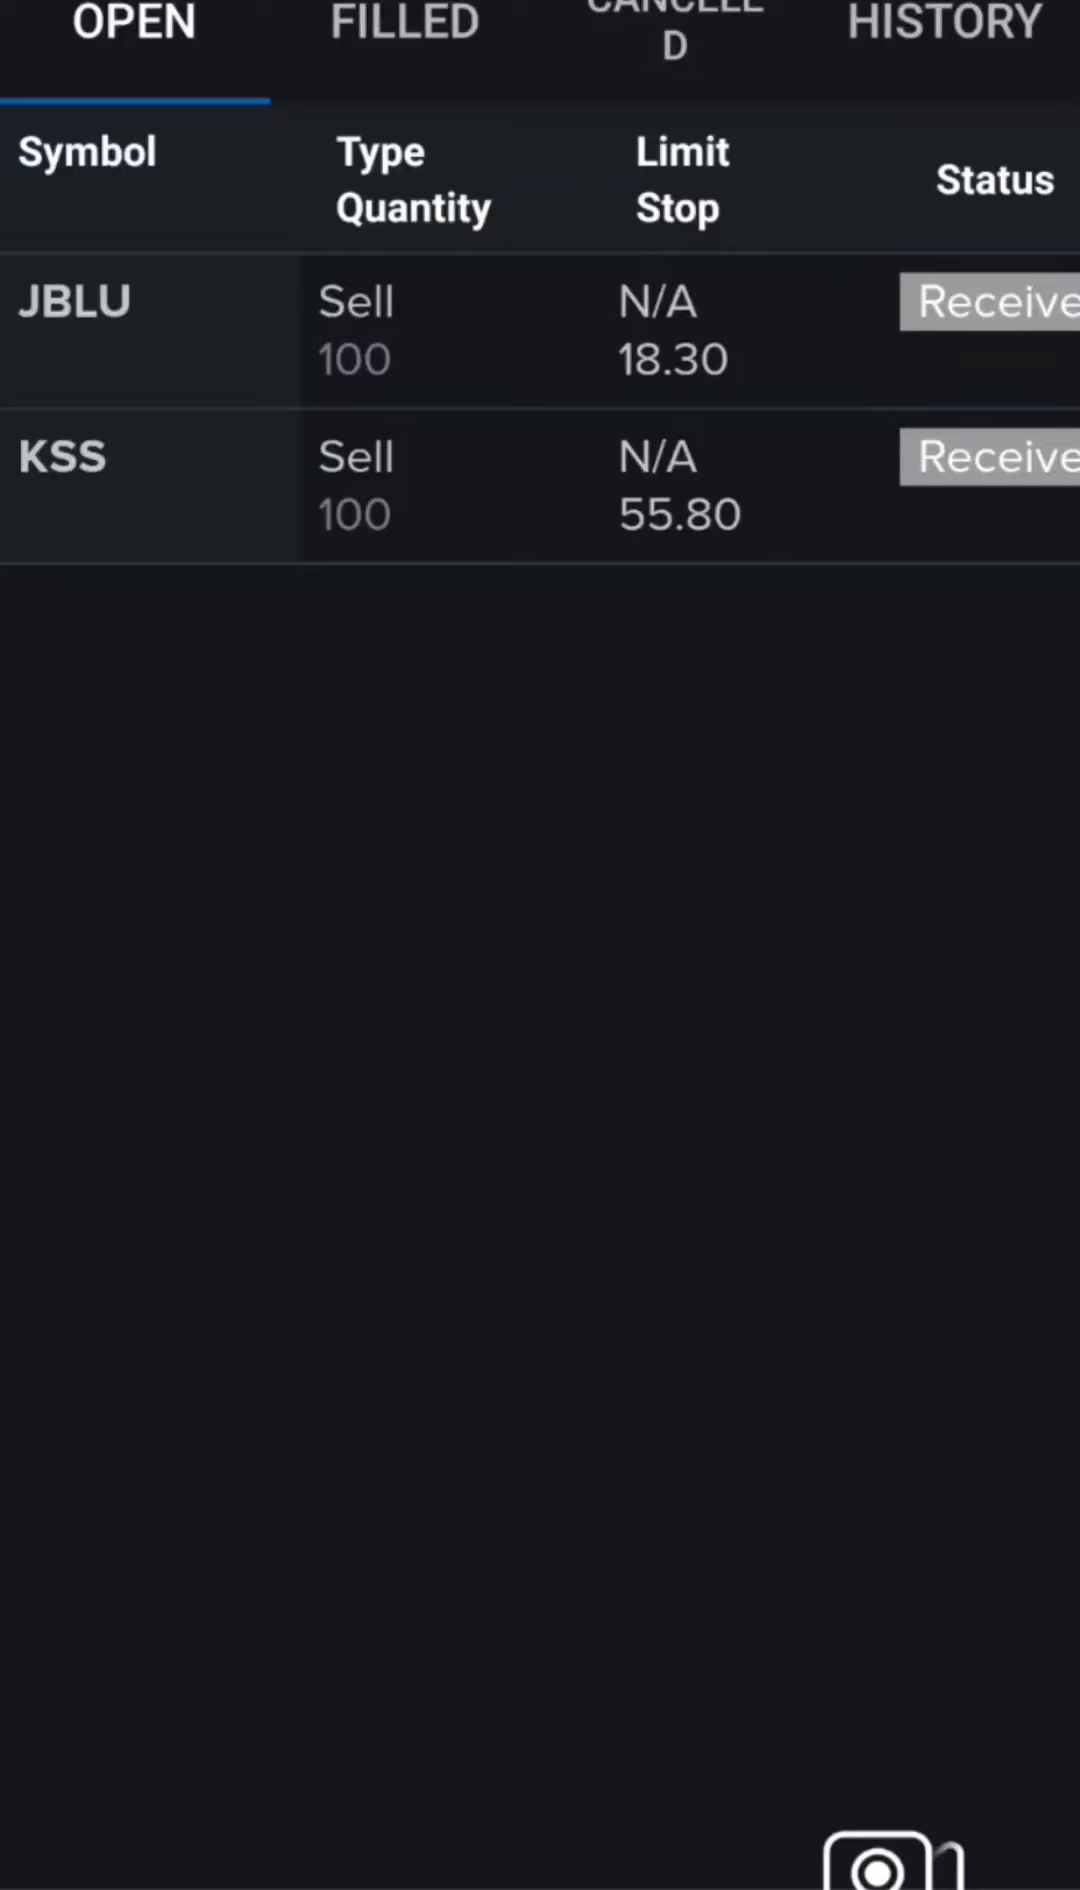 OPEN
FILLED
CANCELLE
D
HISTORY
Symbol
Type
Quantity
Limit
Stop
Status
JBLU
Sell
100
N/A
18.30
Receive
KSS
Sell
100
N/A
55.80
Receive